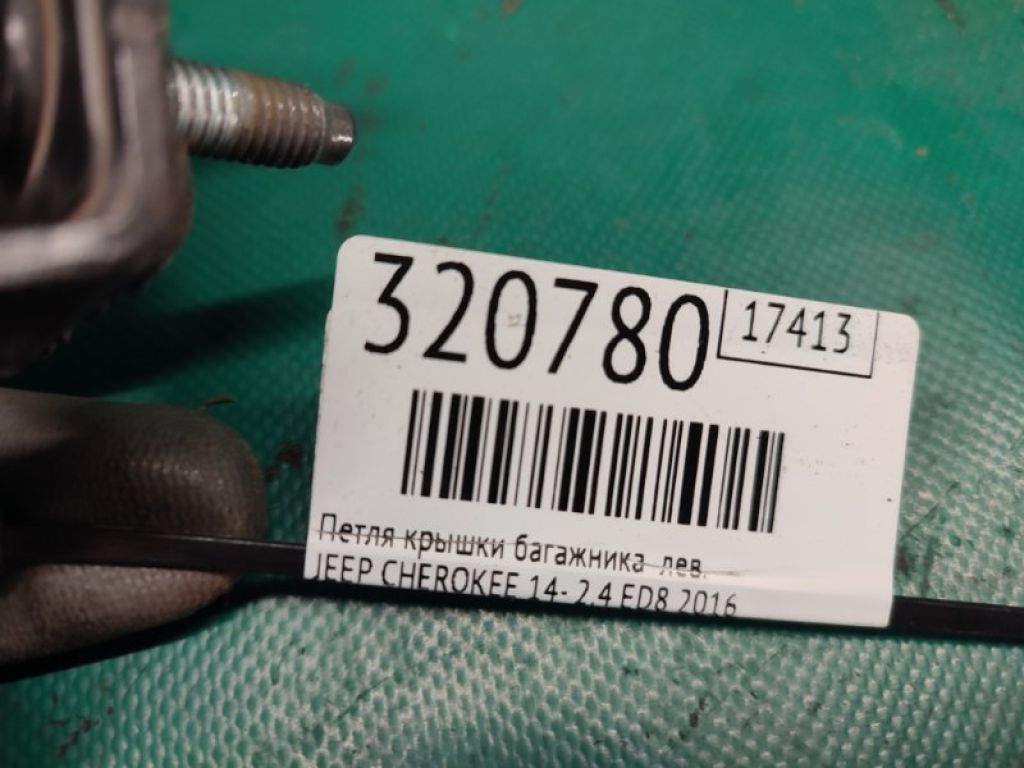 320780
17413
Петля крышки багажника лев.
JEEP CHEROKEE 14- 2.4 ED8 2016